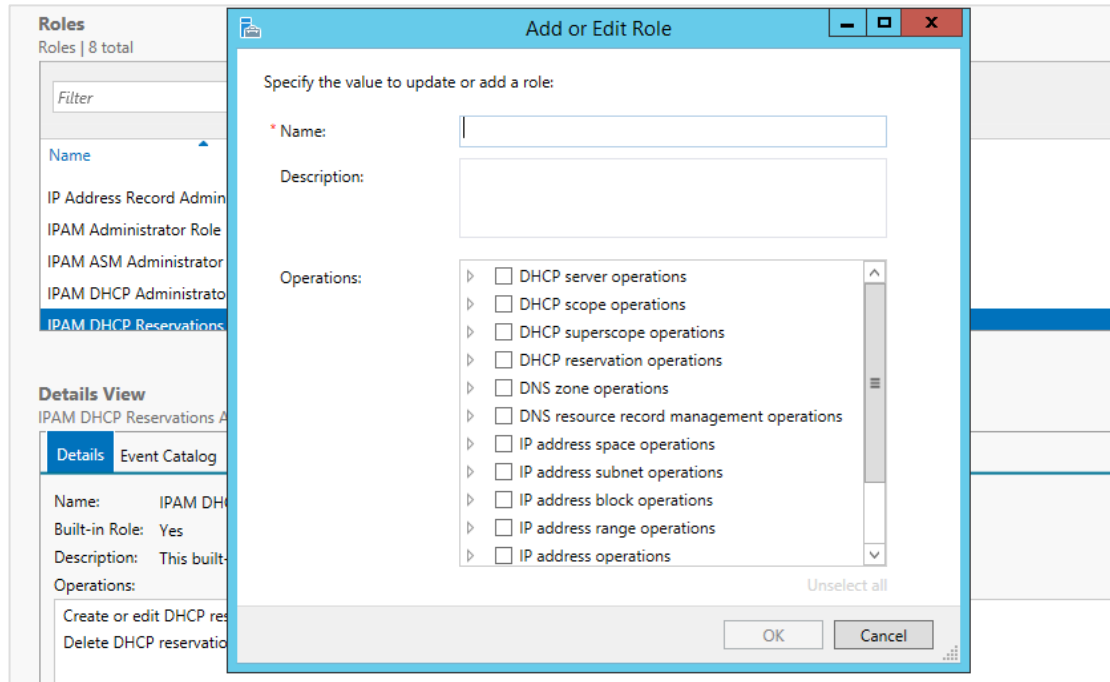 Roles
Roles | 8 total
Filter
Name
IP Address Record Admin
IPAM Administrator Role
IPAM ASM Administrator
IPAM DHCP Administrato
IPAM DHCP Reservations
Details View
IPAM DHCP Reservations A
Details Event Catalog
Name: IPAM DH
Built-in Role: Yes
Description: This built-
Operations:
Create or edit DHCP res
Delete DHCP reservatio
Add or Edit Role
Specify the value to update or add a role:
* Name:
Description:
Operations:
DHCP server operations
DHCP scope operations
DHCP superscope operations
DHCP reservation operations
DNS zone operations
DNS resource record management operations
IP address space operations
IP address subnet operations
IP address block operations
IP address range operations
IP address operations
Unselect all
OK Cancel